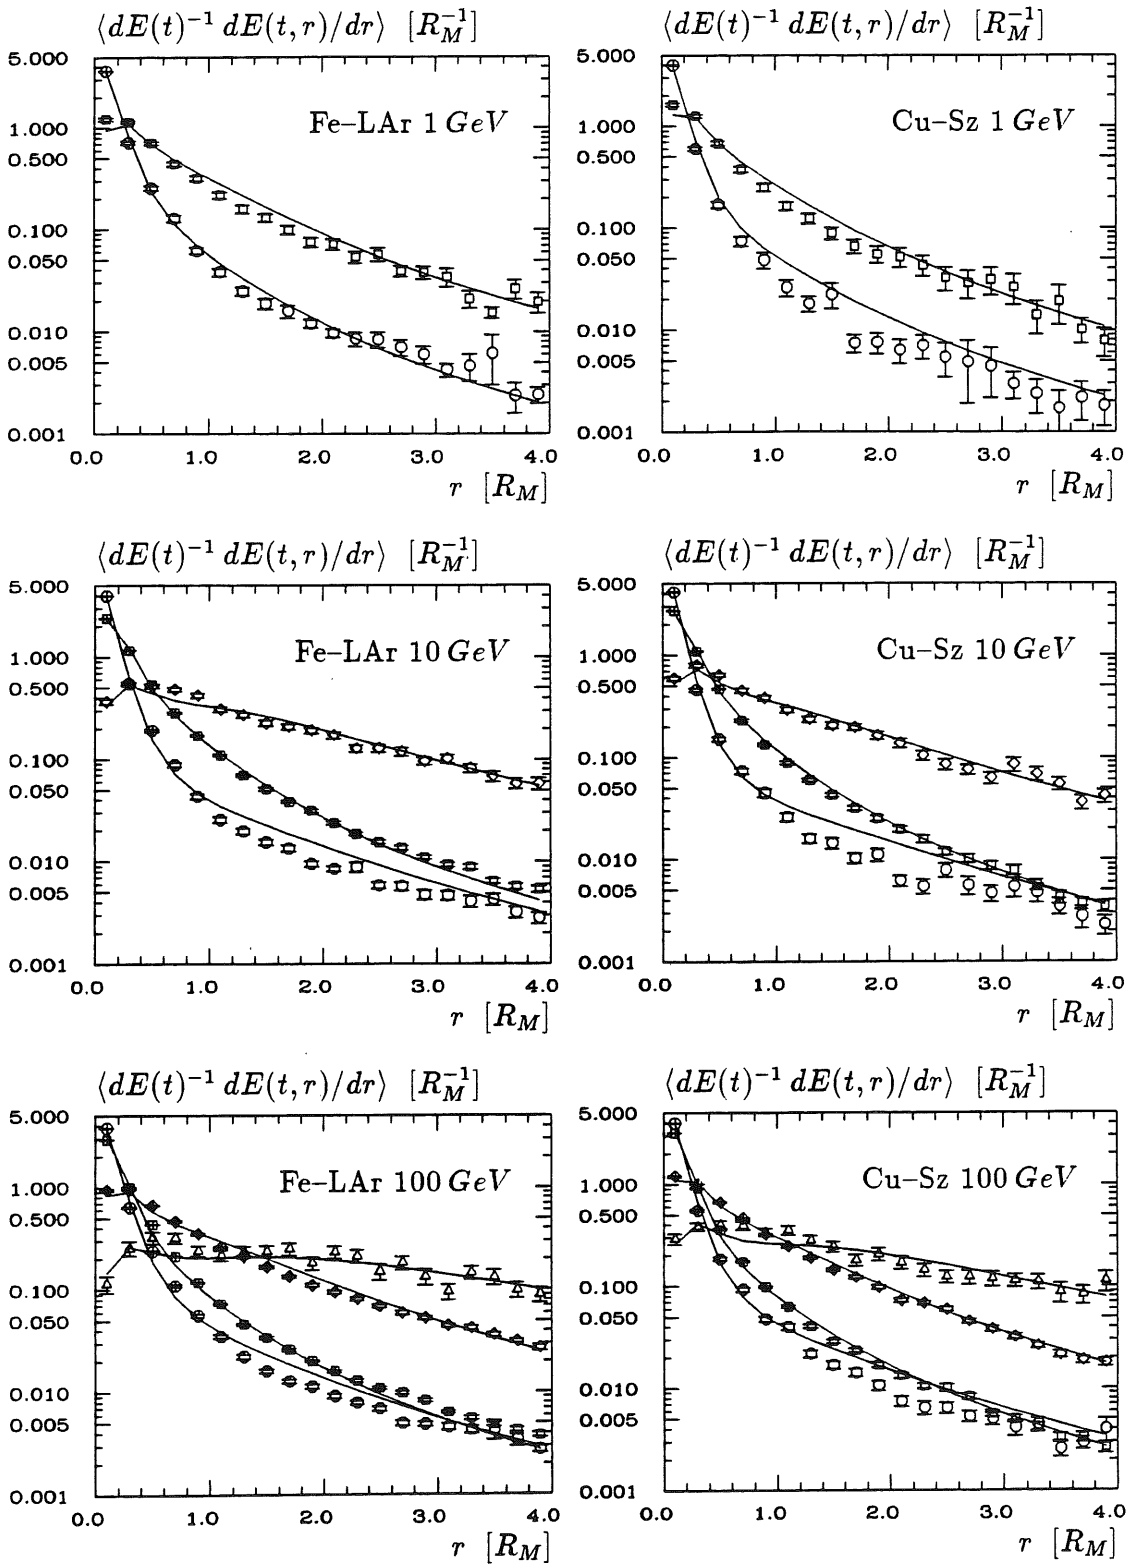 ⟨dE(t)⁻¹ dE(t,r)/dr⟩ [R_M⁻¹]
5.000
1.000
0.500
0.100
0.050
0.010
0.005
0.001
Fe–LAr 1 GeV
0.0 1.0 2.0 3.0 4.0
r [R_M]
⟨dE(t)⁻¹ dE(t,r)/dr⟩ [R_M⁻¹]
5.000
1.000
0.500
0.100
0.050
0.010
0.005
0.001
Cu–Sz 1 GeV
0.0 1.0 2.0 3.0 4.0
r [R_M]
⟨dE(t)⁻¹ dE(t,r)/dr⟩ [R_M⁻¹]
5.000
1.000
0.500
0.100
0.050
0.010
0.005
0.001
Fe–LAr 10 GeV
0.0 1.0 2.0 3.0 4.0
r [R_M]
⟨dE(t)⁻¹ dE(t,r)/dr⟩ [R_M⁻¹]
5.000
1.000
0.500
0.100
0.050
0.010
0.005
0.001
Cu–Sz 10 GeV
0.0 1.0 2.0 3.0 4.0
r [R_M]
⟨dE(t)⁻¹ dE(t,r)/dr⟩ [R_M⁻¹]
5.000
1.000
0.500
0.100
0.050
0.010
0.005
0.001
Fe–LAr 100 GeV
0.0 1.0 2.0 3.0 4.0
r [R_M]
⟨dE(t)⁻¹ dE(t,r)/dr⟩ [R_M⁻¹]
5.000
1.000
0.500
0.100
0.050
0.010
0.005
0.001
Cu–Sz 100 GeV
0.0 1.0 2.0 3.0 4.0
r [R_M]